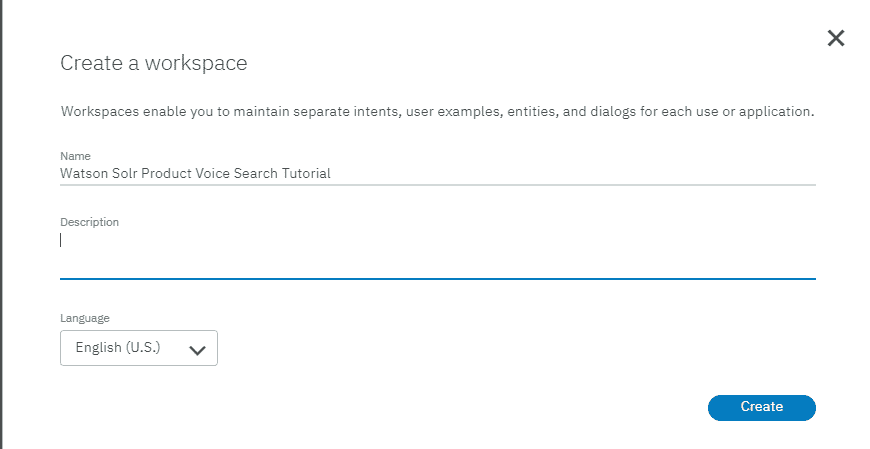 Create a workspace
Workspaces enable you to maintain separate intents, user examples, entities, and dialogs for each use or application.
Name
Watson Solr Product Voice Search Tutorial
Description
Language
English (U.S.)
Create